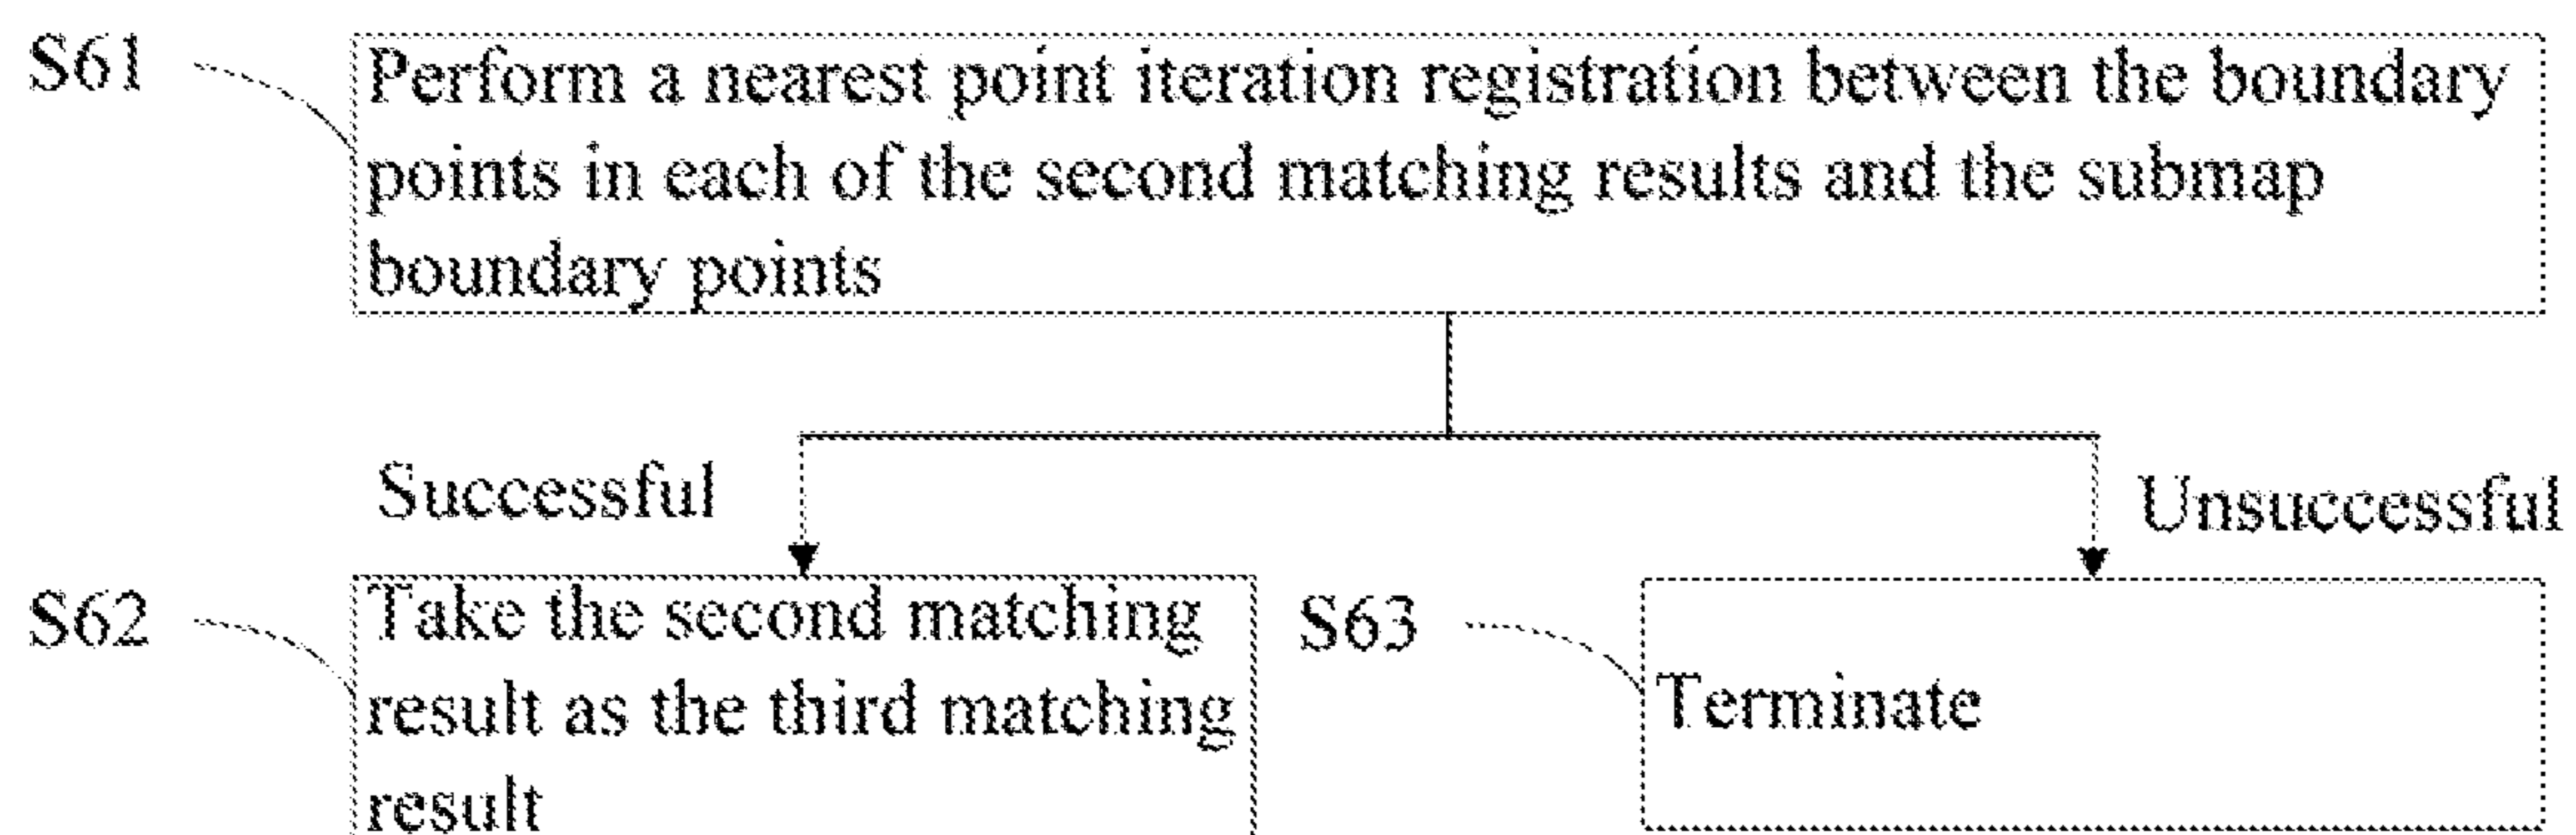 S61
Perform a nearest point iteration registration between the boundary
points in each of the second matching results and the submap
boundary points
Successful
Unsuccessful
S62
Take the second matching
result as the third matching
result
S63
Terminate